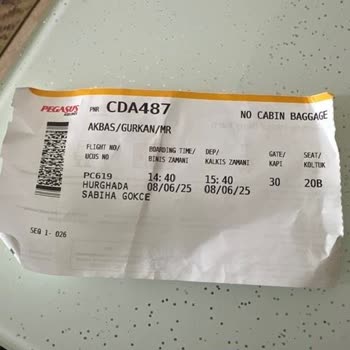 PEGASUS PNR CDA487 NO CABIN BAGGAGE
AKBAS/GURKAN/MR
FLIGHT NO/ BOARDING TIME/ DEP/ GATE/ SEAT/
UCUS NO BINIS ZAMANI KALKIS ZAMANI KAPI KOLTUK
PC619 14:40 15:40 30 20B
HURGHADA 08/06/25 08/06/25
SABIHA GOKCE
SEQ 1- 026